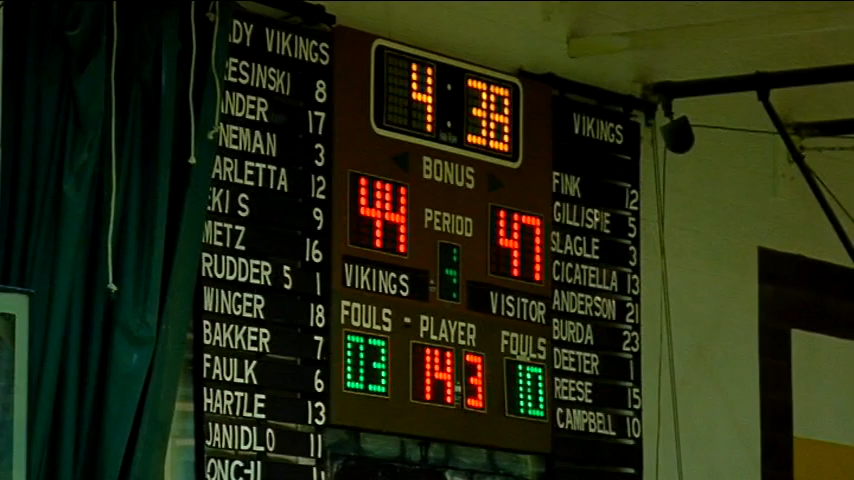 DY VIKINGS
RESINSKI 8
NDER 17
NEMAN 3
ARLETTA 12
9
METZ 16
RUDDER 5 1
WINGER 18
BAKKER 7
FAULK 6
HARTLE 13
JANIDLO 11
4:38
BONUS
44 PERIOD 47
4
VIKINGS VISITOR
FOULS - PLAYER FOULS
03 14-3 10
VIKINGS
FINK 12
GILLISPIE 5
SLAGLE 3
CICATELLA 13
ANDERSON 21
BURDA 23
DEETER 1
REESE 15
CAMPBELL 10